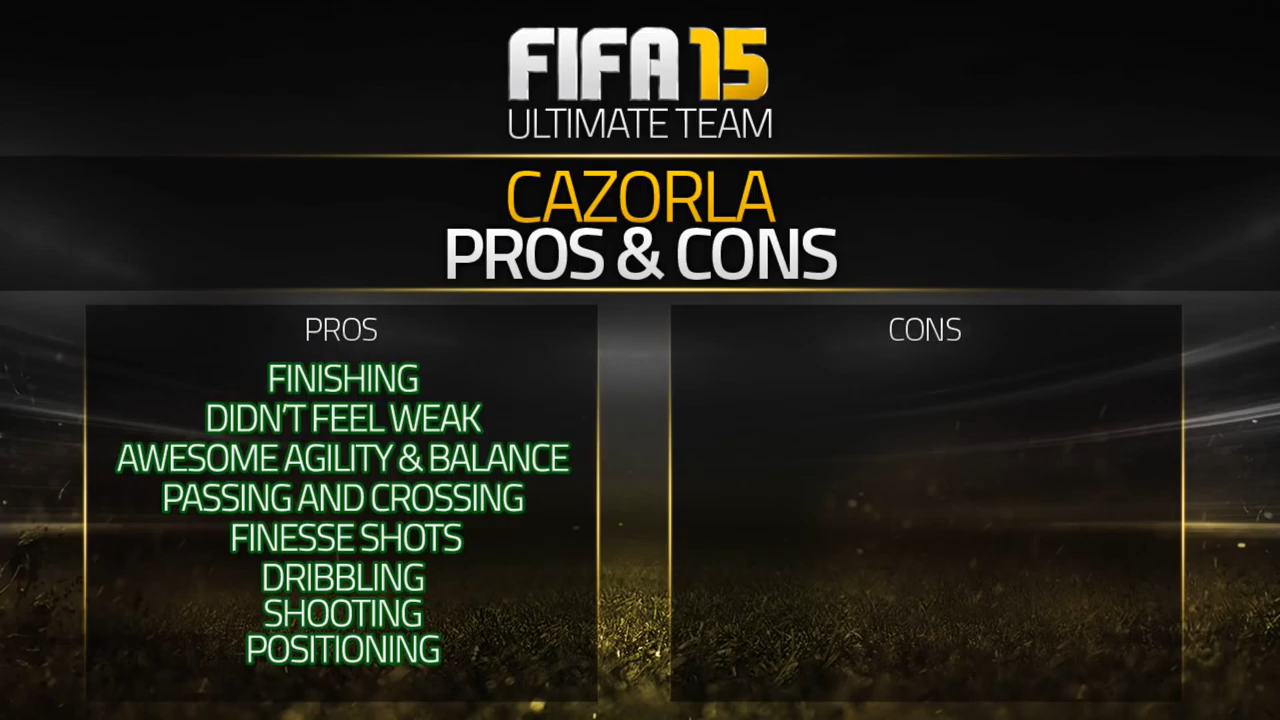 FIFA 15
ULTIMATE TEAM
CAZORLA
PROS & CONS
PROS
FINISHING
DIDN'T FEEL WEAK
AWESOME AGILITY & BALANCE
PASSING AND CROSSING
FINESSE SHOTS
DRIBBLING
SHOOTING
POSITIONING
CONS